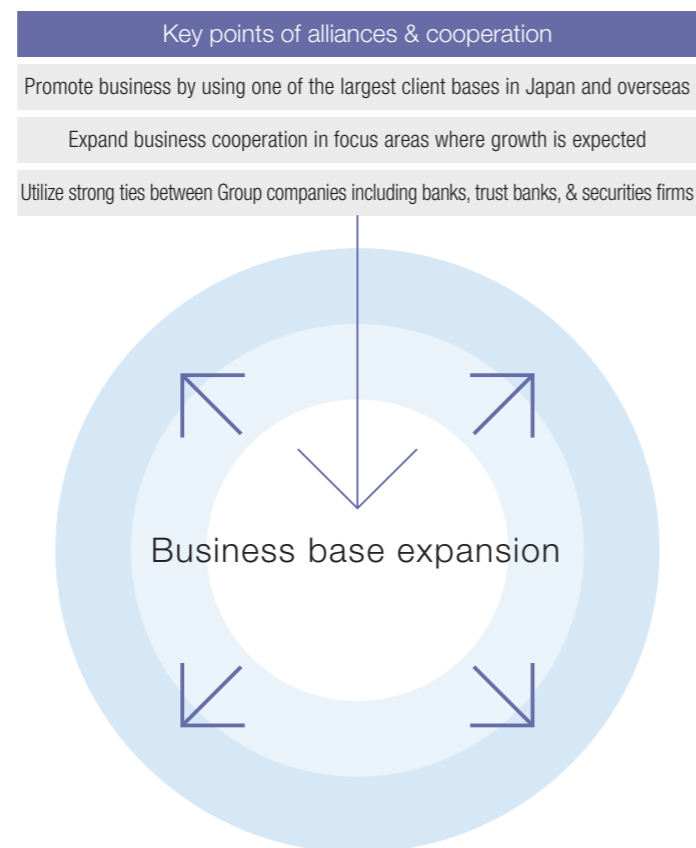 Key points of alliances & cooperation
Promote business by using one of the largest client bases in Japan and overseas
Expand business cooperation in focus areas where growth is expected
Utilize strong ties between Group companies including banks, trust banks, & securities firms
Business base expansion